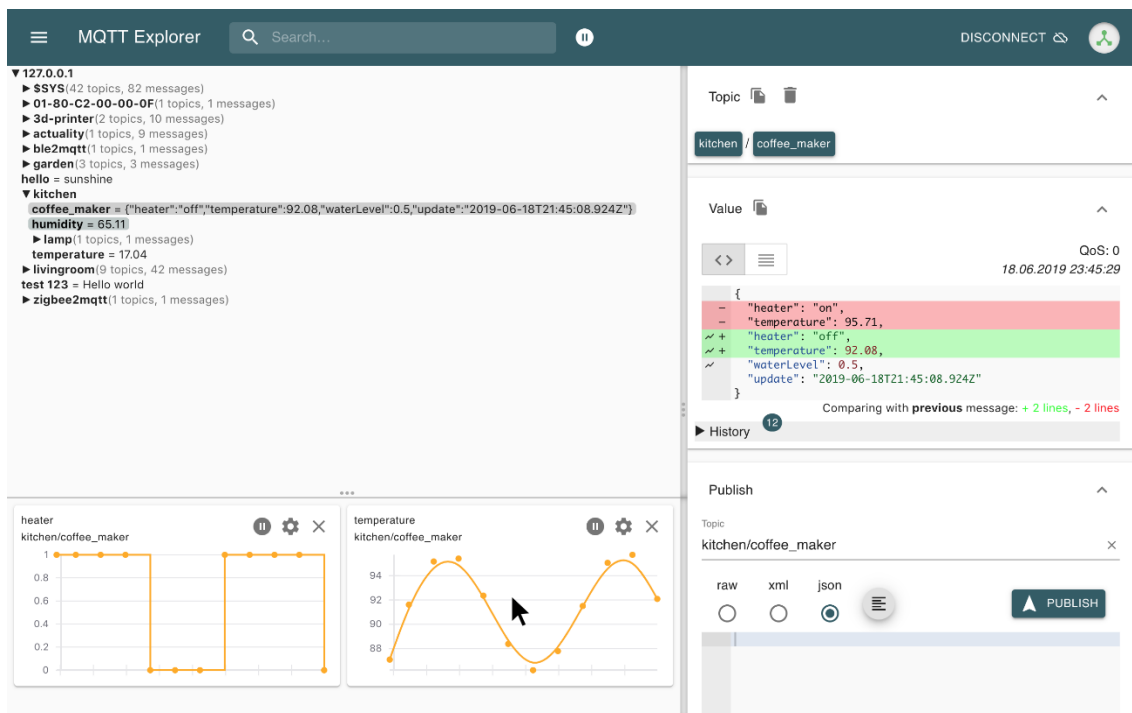 MQTT Explorer
Search...
DISCONNECT
▼ 127.0.0.1
▶ $SYS(42 topics, 82 messages)
▶ 01-80-C2-00-00-0F(1 topics, 1 messages)
▶ 3d-printer(2 topics, 10 messages)
▶ actuality(1 topics, 9 messages)
▶ ble2mqtt(1 topics, 1 messages)
▶ garden(3 topics, 3 messages)
hello = sunshine
▼ kitchen
coffee_maker = {"heater":"off","temperature":92.08,"waterLevel":0.5,"update":"2019-06-18T21:45:08.924Z"}
humidity = 65.11
▶ lamp(1 topics, 1 messages)
temperature = 17.04
▶ livingroom(9 topics, 42 messages)
test 123 = Hello world
▶ zigbee2mqtt(1 topics, 1 messages)
heater
kitchen/coffee_maker
1
0.8
0.6
0.4
0.2
0
temperature
kitchen/coffee_maker
94
92
90
88
Topic
kitchen / coffee_maker
Value
QoS: 0
18.06.2019 23:45:29
{
- "heater": "on",
- "temperature": 95.71,
+ "heater": "off",
+ "temperature": 92.08,
"waterLevel": 0.5,
"update": "2019-06-18T21:45:08.924Z"
}
Comparing with previous message: + 2 lines, - 2 lines
▶ History 12
Publish
Topic
kitchen/coffee_maker
raw xml json
PUBLISH